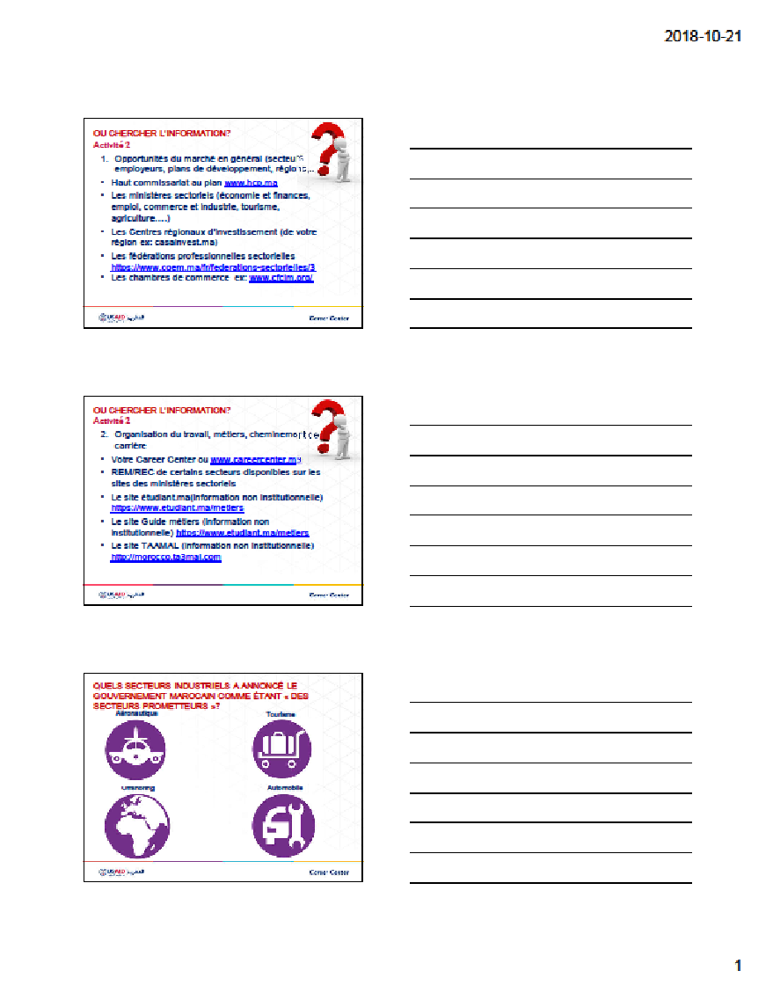 2018-10-21
OU CHERCHER L'INFORMATION?
Activité 2
1. Opportunités du marché en général (secteurs
employeurs, plans de développement, régions,..
• Haut commissariat au plan www.hcp.ma
• Les ministères sectoriels (économie et finances,
emploi, commerce et industrie, tourisme,
agriculture....)
• Les Centres régionaux d'investissement (de votre
région ex: casainvest.ma)
• Les fédérations professionnelles sectorielles
https://www.cgem.ma/fr/federations-sectorielles/3
• Les chambres de commerce ex: www.cfcim.org/
USAID
Career Center
OU CHERCHER L'INFORMATION?
Activité 2
2. Organisation du travail, métiers, cheminement de
carrière
• Votre Career Center ou www.careercenter.ma
• REM/REC de certains secteurs disponibles sur les
sites des ministères sectoriels
• Le site étudiant.ma(information non institutionnelle)
https://www.etudiant.ma/metiers
• Le site Guide métiers (information non
institutionnelle) https://www.etudiant.ma/metiers
• Le site TAAMAL (information non institutionnelle)
http://morocco.ta3mal.com
USAID
Career Center
QUELS SECTEURS INDUSTRIELS A ANNONCÉ LE
GOUVERNEMENT MAROCAIN COMME ÉTANT « DES
SECTEURS PROMETTEURS »?
Aéronautique
Tourisme
Offshoring
Automobile
USAID
Career Center
1